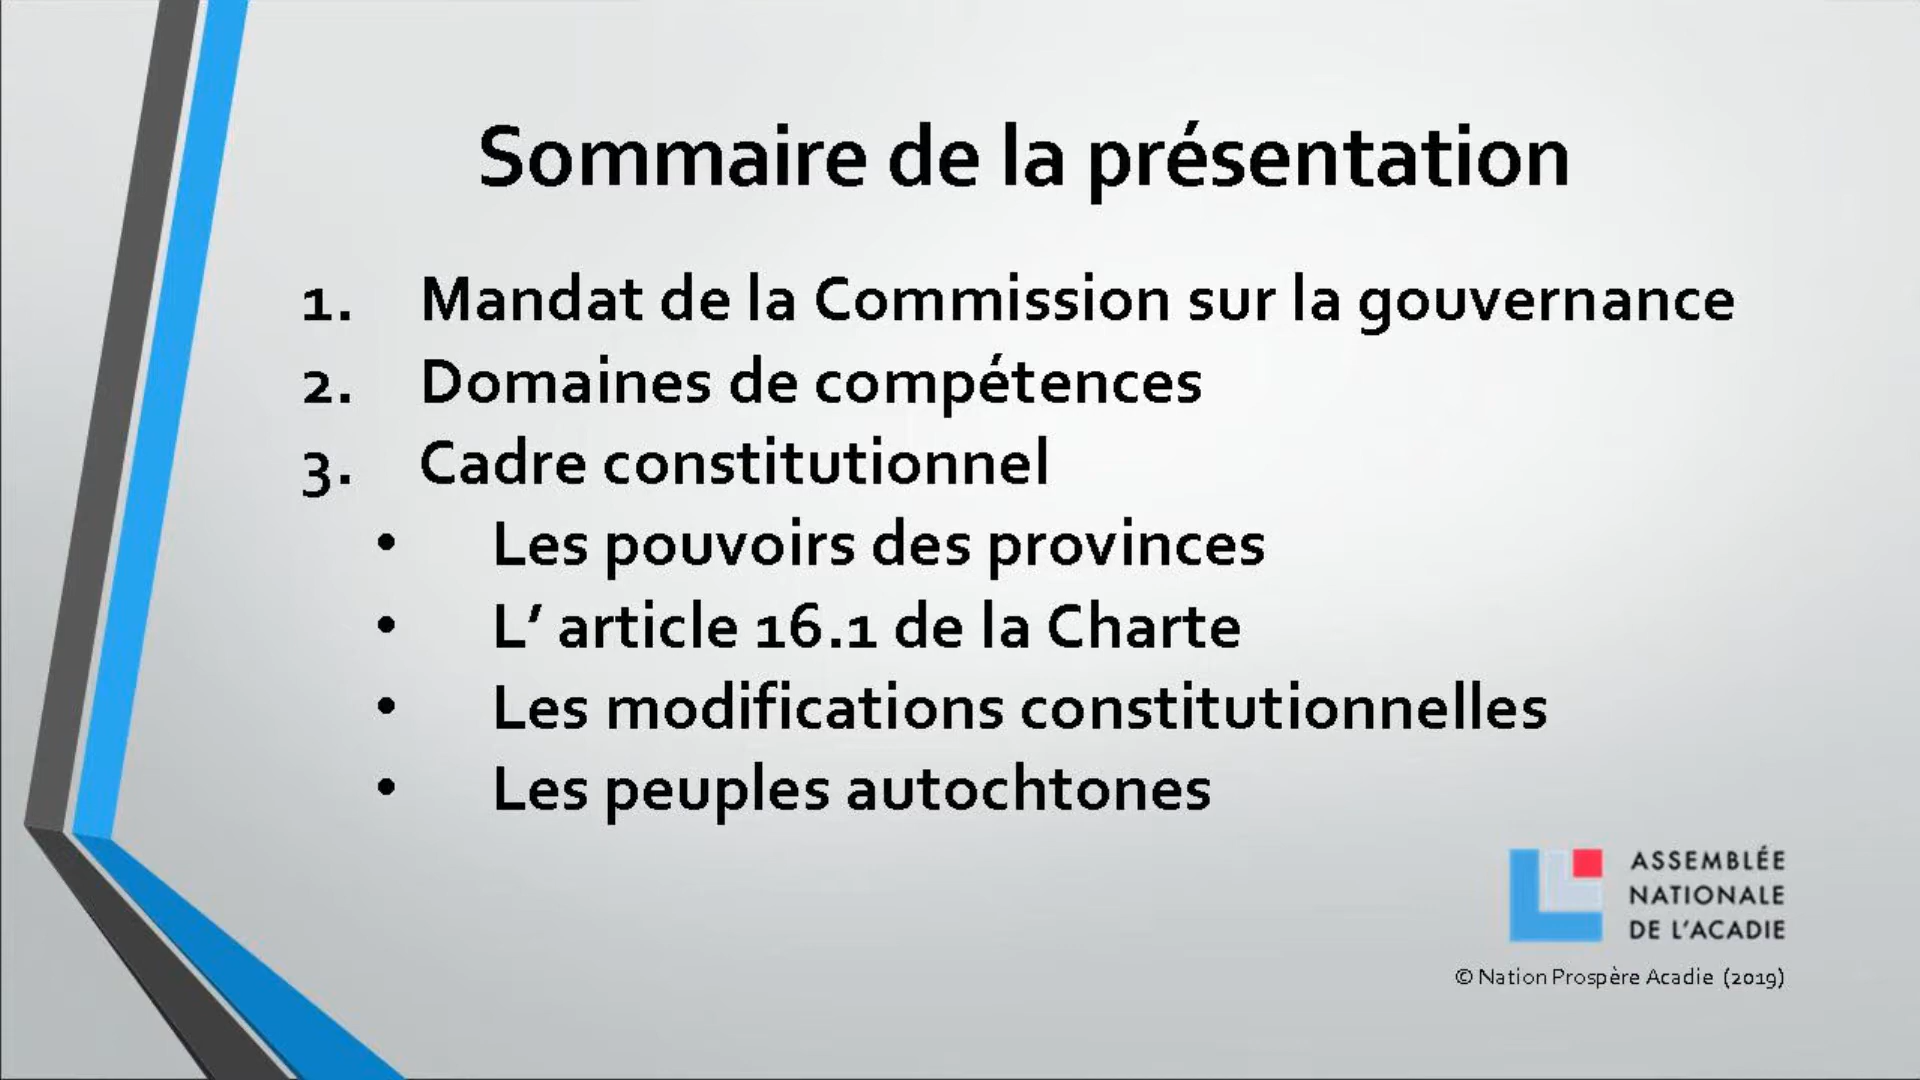 Sommaire de la présentation
1. Mandat de la Commission sur la gouvernance
2. Domaines de compétences
3. Cadre constitutionnel
• Les pouvoirs des provinces
• L’ article 16.1 de la Charte
• Les modifications constitutionnelles
• Les peuples autochtones
ASSEMBLÉE
NATIONALE
DE L’ACADIE
© Nation Prospère Acadie (2019)